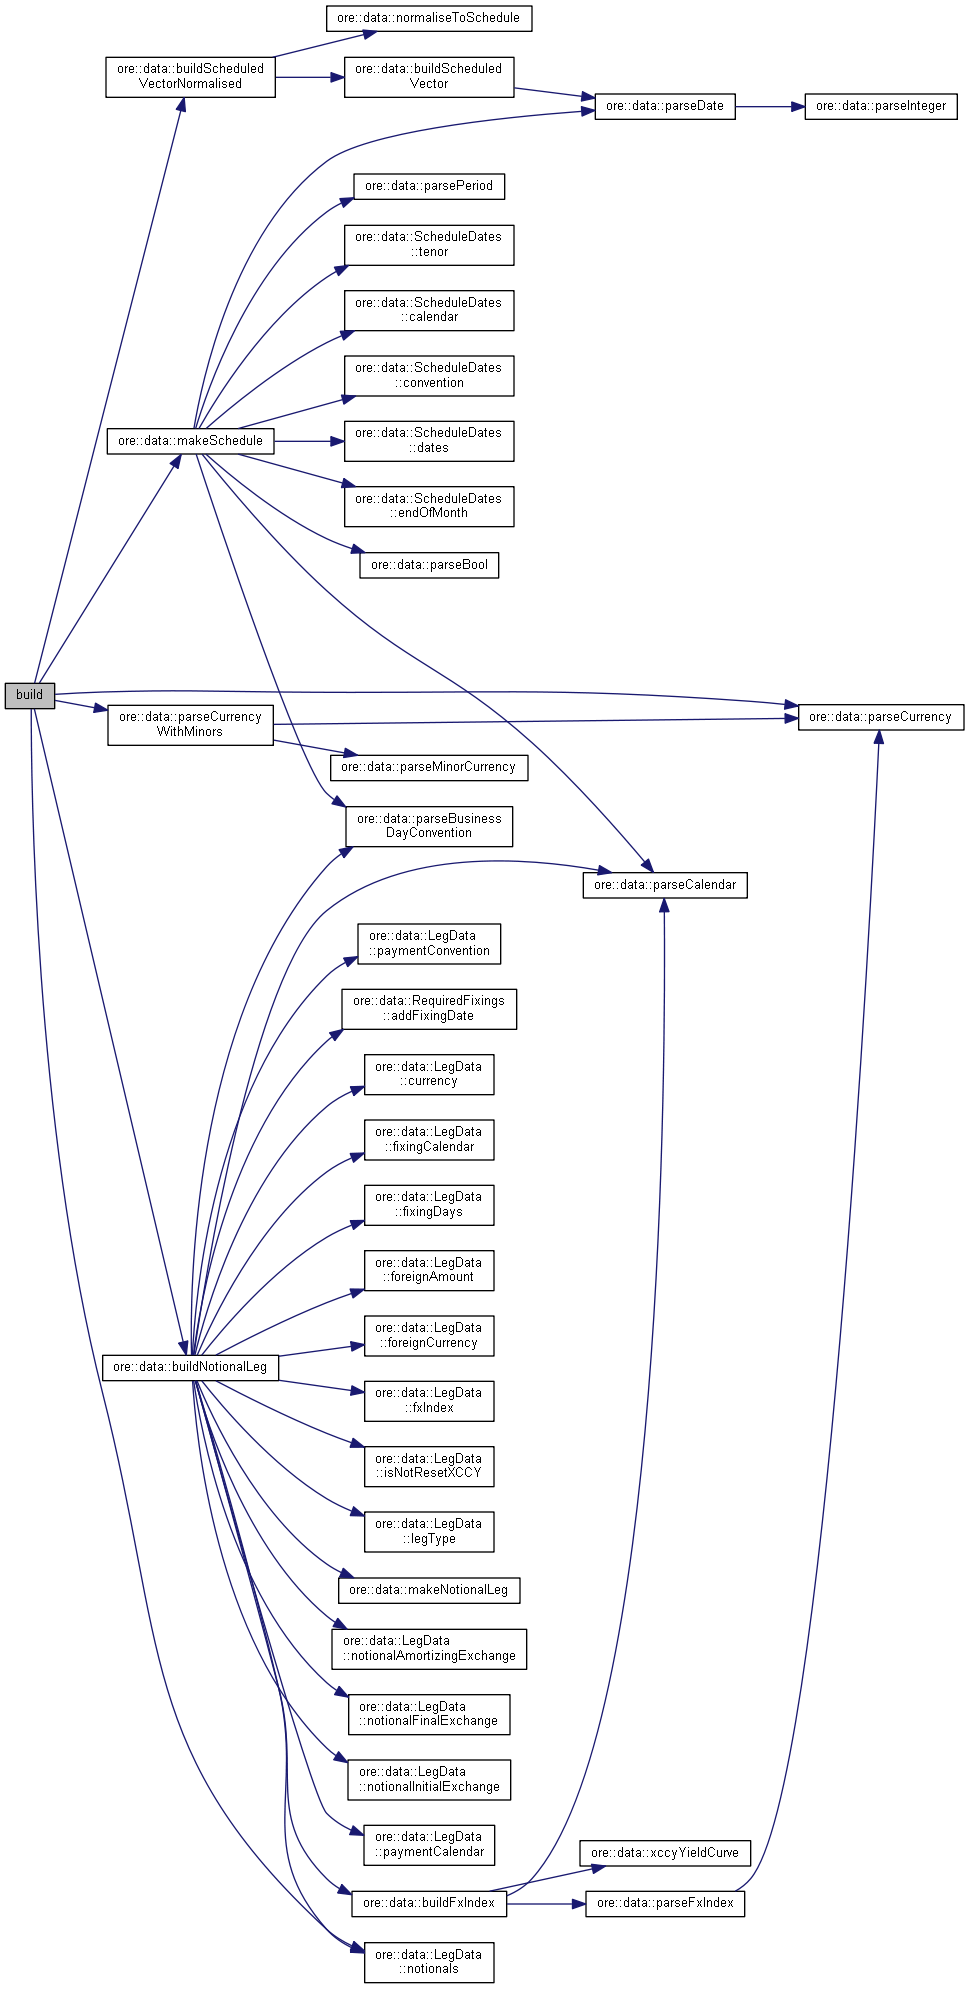 ore::data::normaliseToSchedule
ore::data::buildScheduled
VectorNormalised
ore::data::buildScheduled
Vector
ore::data::parseDate
ore::data::parseInteger
ore::data::parsePeriod
ore::data::ScheduleDates
::tenor
ore::data::ScheduleDates
::calendar
ore::data::ScheduleDates
::convention
ore::data::makeSchedule
ore::data::ScheduleDates
::dates
ore::data::ScheduleDates
::endOfMonth
ore::data::parseBool
build
ore::data::parseCurrency
WithMinors
ore::data::parseCurrency
ore::data::parseMinorCurrency
ore::data::parseBusiness
DayConvention
ore::data::parseCalendar
ore::data::LegData
::paymentConvention
ore::data::RequiredFixings
::addFixingDate
ore::data::LegData
::currency
ore::data::LegData
::fixingCalendar
ore::data::LegData
::fixingDays
ore::data::LegData
::foreignAmount
ore::data::LegData
::foreignCurrency
ore::data::buildNotionalLeg
ore::data::LegData
::fxIndex
ore::data::LegData
::isNotResetXCCY
ore::data::LegData
::legType
ore::data::makeNotionalLeg
ore::data::LegData
::notionalAmortizingExchange
ore::data::LegData
::notionalFinalExchange
ore::data::LegData
::notionalInitialExchange
ore::data::LegData
::paymentCalendar
ore::data::xccyYieldCurve
ore::data::buildFxIndex
ore::data::parseFxIndex
ore::data::LegData
::notionals